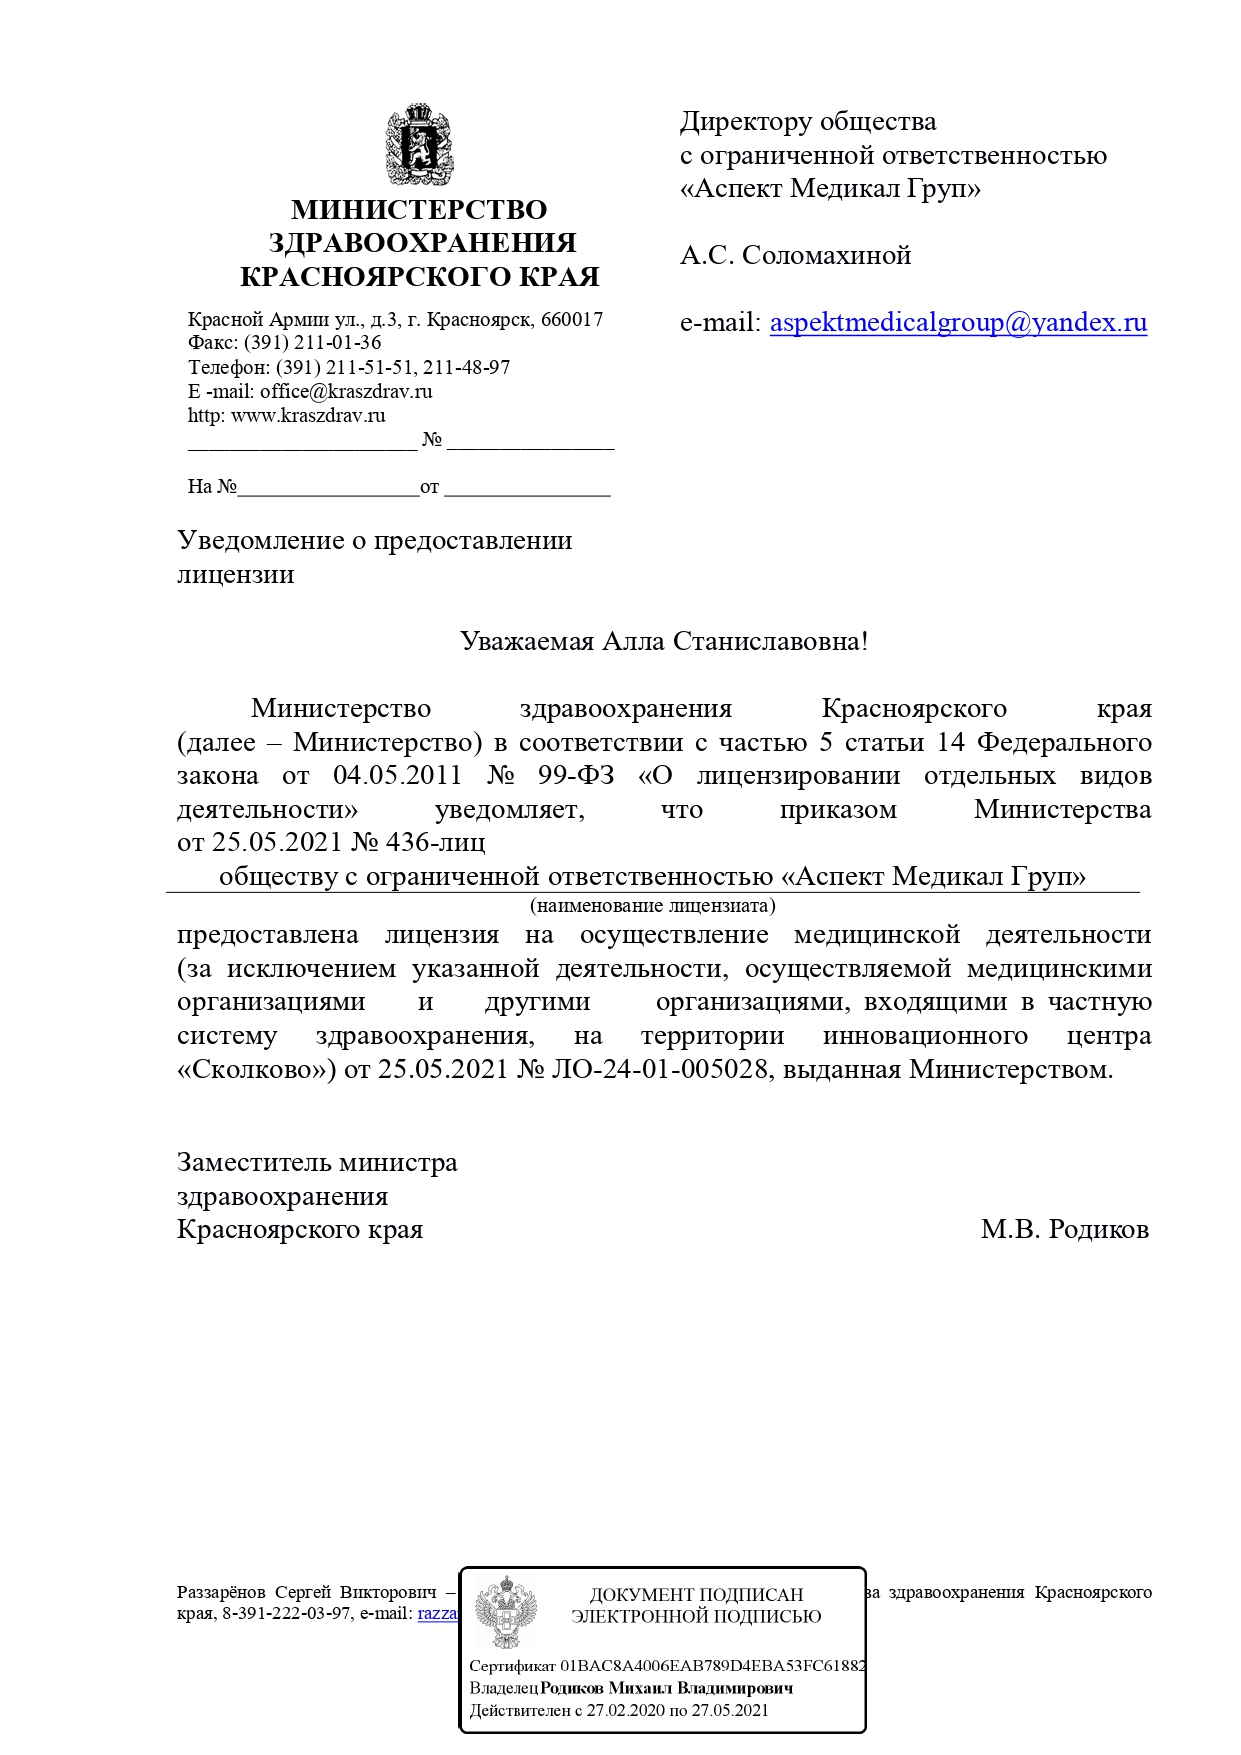 МИНИСТЕРСТВО
ЗДРАВООХРАНЕНИЯ
КРАСНОЯРСКОГО КРАЯ
Красной Армии ул., д.3, г. Красноярск, 660017
Факс: (391) 211-01-36
Телефон: (391) 211-51-51, 211-48-97
E -mail: office@kraszdrav.ru
http: www.kraszdrav.ru
______________________ № ________________
На №_________________от ________________
Директору общества
с ограниченной ответственностью
«Аспект Медикал Груп»
А.С. Соломахиной
e-mail: aspektmedicalgroup@yandex.ru
Уведомление о предоставлении
лицензии
Уважаемая Алла Станиславовна!
Министерство здравоохранения Красноярского края
(далее – Министерство) в соответствии с частью 5 статьи 14 Федерального
закона от 04.05.2011 № 99-ФЗ «О лицензировании отдельных видов
деятельности» уведомляет, что приказом Министерства
от 25.05.2021 № 436-лиц
обществу с ограниченной ответственностью «Аспект Медикал Груп»
(наименование лицензиата)
предоставлена лицензия на осуществление медицинской деятельности
(за исключением указанной деятельности, осуществляемой медицинскими
организациями и другими организациями, входящими в частную
систему здравоохранения, на территории инновационного центра
«Сколково») от 25.05.2021 № ЛО-24-01-005028, выданная Министерством.
Заместитель министра
здравоохранения
Красноярского края М.В. Родиков
Раззарёнов Сергей Викторович – ва здравоохранения Красноярского
края, 8-391-222-03-97, e-mail: razza
ДОКУМЕНТ ПОДПИСАН
ЭЛЕКТРОННОЙ ПОДПИСЬЮ
Сертификат 01BAC8A4006EAB789D4EBA53FC61882
Владелец Родиков Михаил Владимирович
Действителен с 27.02.2020 по 27.05.2021